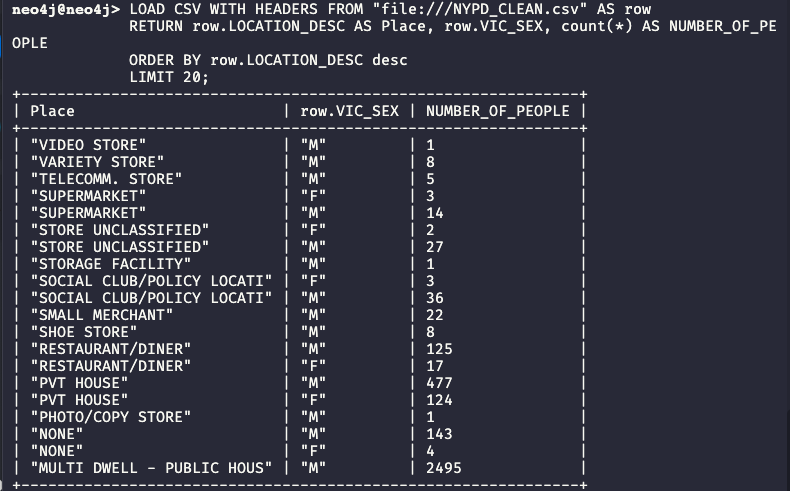 neo4j@neo4j> LOAD CSV WITH HEADERS FROM "file:///NYPD_CLEAN.csv" AS row
RETURN row.LOCATION_DESC AS Place, row.VIC_SEX, count(*) AS NUMBER_OF_PE
OPLE
ORDER BY row.LOCATION_DESC desc
LIMIT 20;
+---------------------------------------------------------------+
| Place | row.VIC_SEX | NUMBER_OF_PEOPLE |
+---------------------------------------------------------------+
| "VIDEO STORE" | "M" | 1 |
| "VARIETY STORE" | "M" | 8 |
| "TELECOMM. STORE" | "M" | 5 |
| "SUPERMARKET" | "F" | 3 |
| "SUPERMARKET" | "M" | 14 |
| "STORE UNCLASSIFIED" | "F" | 2 |
| "STORE UNCLASSIFIED" | "M" | 27 |
| "STORAGE FACILITY" | "M" | 1 |
| "SOCIAL CLUB/POLICY LOCATI" | "F" | 3 |
| "SOCIAL CLUB/POLICY LOCATI" | "M" | 36 |
| "SMALL MERCHANT" | "M" | 22 |
| "SHOE STORE" | "M" | 8 |
| "RESTAURANT/DINER" | "M" | 125 |
| "RESTAURANT/DINER" | "F" | 17 |
| "PVT HOUSE" | "M" | 477 |
| "PVT HOUSE" | "F" | 124 |
| "PHOTO/COPY STORE" | "M" | 1 |
| "NONE" | "M" | 143 |
| "NONE" | "F" | 4 |
| "MULTI DWELL - PUBLIC HOUS" | "M" | 2495 |
+---------------------------------------------------------------+